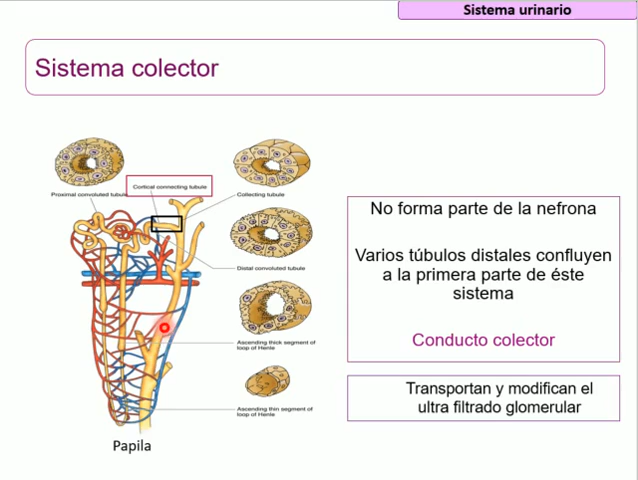 Sistema urinario
Sistema colector
Cortical connecting tubule
Proximal convoluted tubule
Collecting tubule
Distal convoluted tubule
Ascending thick segment of
loop of Henle
Ascending thin segment of
loop of Henle
Papila
No forma parte de la nefrona
Varios túbulos distales confluyen
a la primera parte de éste
sistema
Conducto colector
Transportan y modifican el
ultra filtrado glomerular